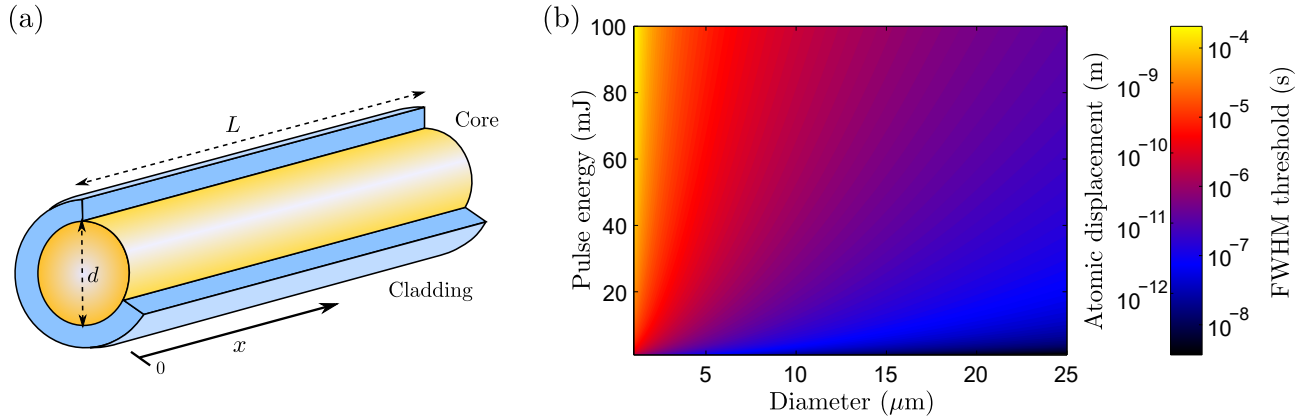 (a)
L
Core
d
Cladding
x
0
(b)
Pulse energy (mJ)
100
80
60
40
20
5
10
15
20
25
Diameter (μm)
Atomic displacement (m)
10⁻⁹
10⁻¹⁰
10⁻¹¹
10⁻¹²
10⁻⁴
10⁻⁵
10⁻⁶
10⁻⁷
10⁻⁸
FWHM threshold (s)